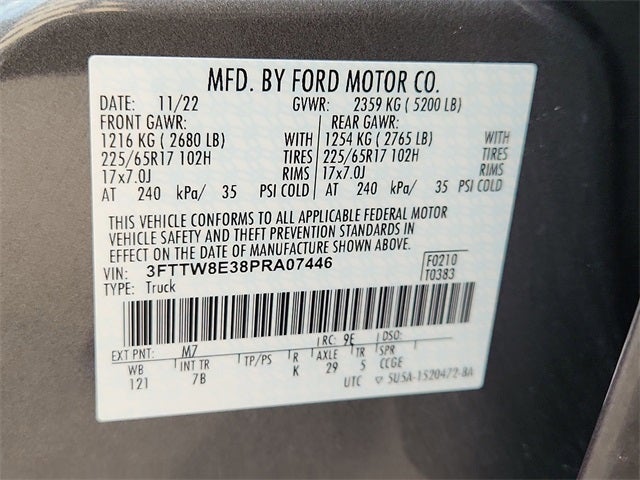 MFD. BY FORD MOTOR CO.
DATE: 11/22 GVWR: 2359 KG ( 5200 LB)
FRONT GAWR: REAR GAWR:
1216 KG ( 2680 LB) WITH 1254 KG ( 2765 LB) WITH
225/65R17 102H TIRES 225/65R17 102H TIRES
17x7.0J RIMS 17x7.0J RIMS
AT 240 kPa/ 35 PSI COLD AT 240 kPa/ 35 PSI COLD
THIS VEHICLE CONFORMS TO ALL APPLICABLE FEDERAL MOTOR
VEHICLE SAFETY AND THEFT PREVENTION STANDARDS IN
EFFECT ON THE DATE OF MANUFACTURE SHOWN ABOVE.
VIN: 3FTTW8E38PRA07446 F0210
TYPE: Truck T0383
EXT PNT: M7 RC: 9E DSO:
WB INT TR TP/PS R AXLE TR SPR
121 7B K 29 5 CCGE
UTC ▽ 5U5A-1520472-BA